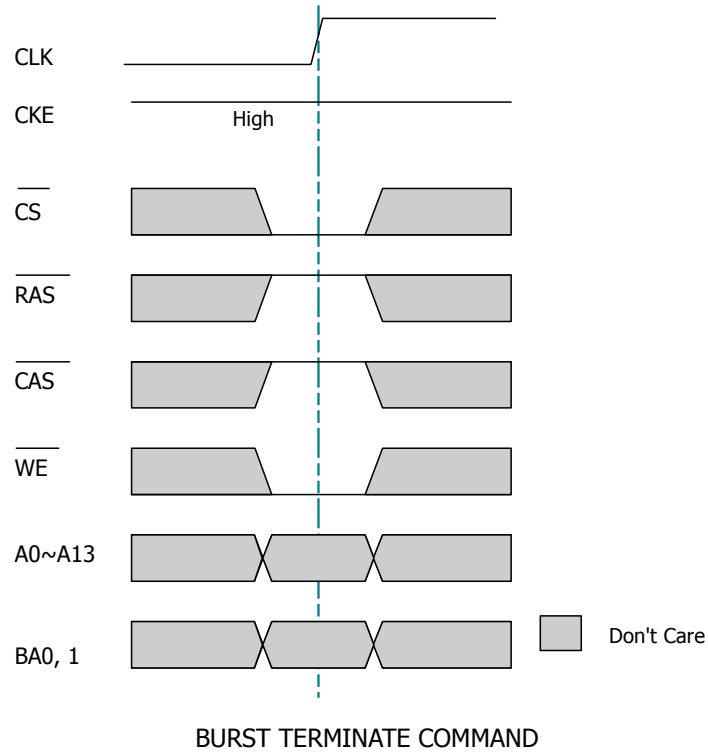 CLK
CKE
High
CS
RAS
CAS
WE
A0~A13
BA0, 1
Don't Care
BURST TERMINATE COMMAND